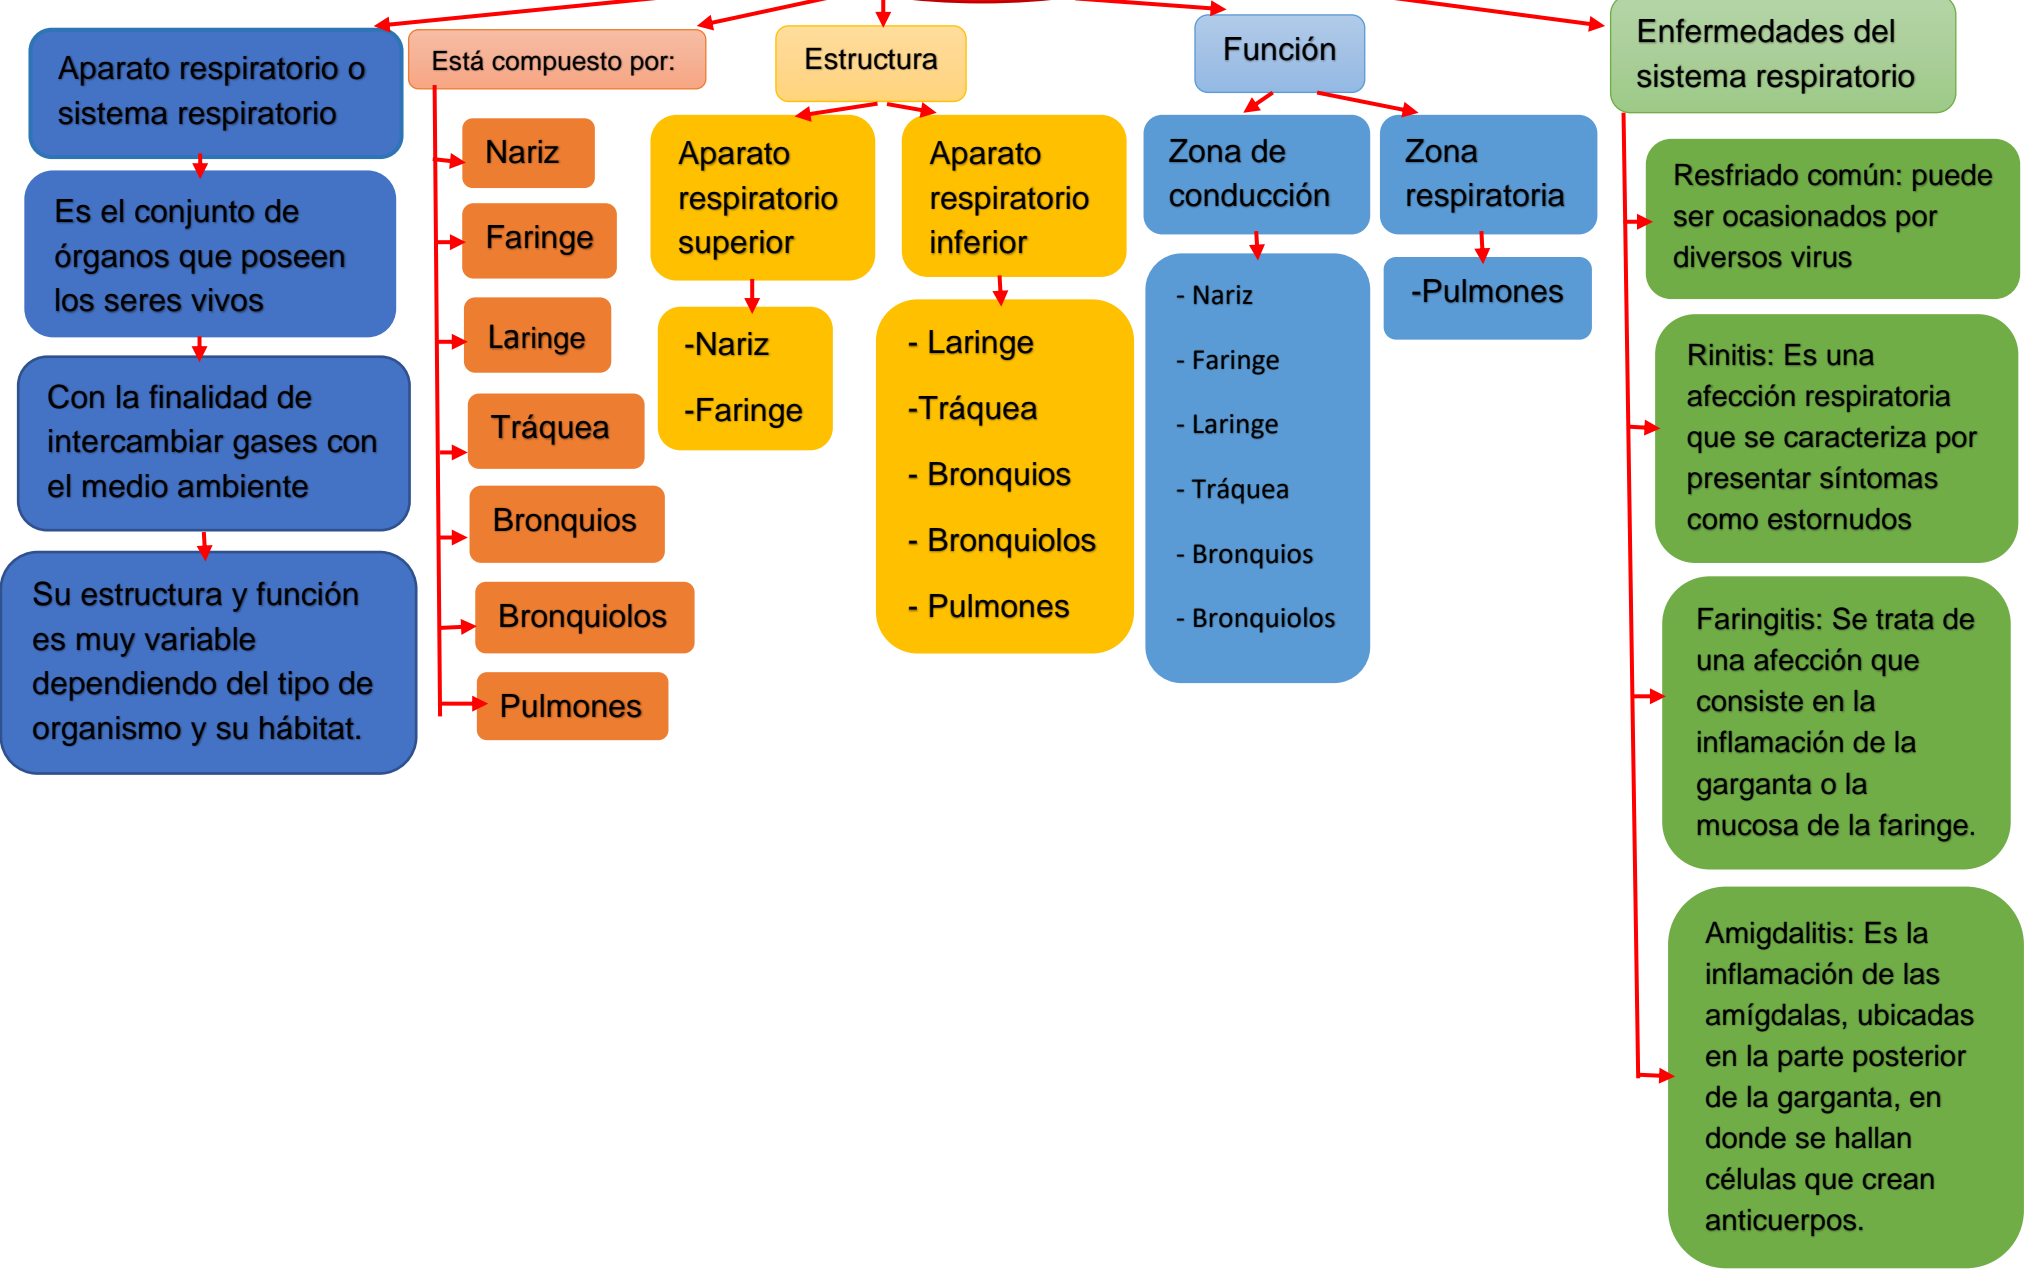 Aparato respiratorio o
sistema respiratorio
Es el conjunto de
órganos que poseen
los seres vivos
Con la finalidad de
intercambiar gases con
el medio ambiente
Su estructura y función
es muy variable
dependiendo del tipo de
organismo y su hábitat.
Está compuesto por:
Nariz
Faringe
Laringe
Tráquea
Bronquios
Bronquiolos
Pulmones
Estructura
Aparato
respiratorio
superior
-Nariz
-Faringe
Aparato
respiratorio
inferior
- Laringe
-Tráquea
- Bronquios
- Bronquiolos
- Pulmones
Función
Zona de
conducción
- Nariz
- Faringe
- Laringe
- Tráquea
- Bronquios
- Bronquiolos
Zona
respiratoria
-Pulmones
Enfermedades del
sistema respiratorio
Resfriado común: puede
ser ocasionados por
diversos virus
Rinitis: Es una
afección respiratoria
que se caracteriza por
presentar síntomas
como estornudos
Faringitis: Se trata de
una afección que
consiste en la
inflamación de la
garganta o la
mucosa de la faringe.
Amigdalitis: Es la
inflamación de las
amígdalas, ubicadas
en la parte posterior
de la garganta, en
donde se hallan
células que crean
anticuerpos.